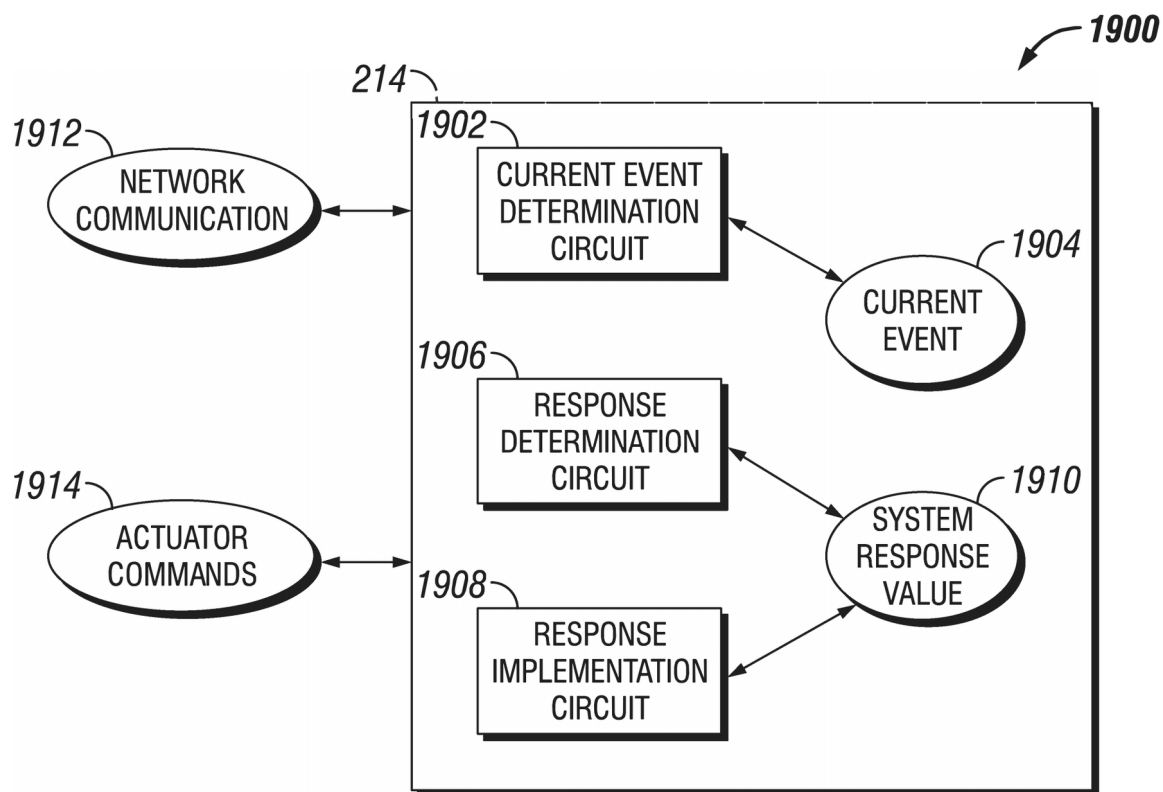 1900
214
1912
NETWORK
COMMUNICATION
1902
CURRENT EVENT
DETERMINATION
CIRCUIT
1904
CURRENT
EVENT
1906
RESPONSE
DETERMINATION
CIRCUIT
1914
ACTUATOR
COMMANDS
1910
SYSTEM
RESPONSE
VALUE
1908
RESPONSE
IMPLEMENTATION
CIRCUIT